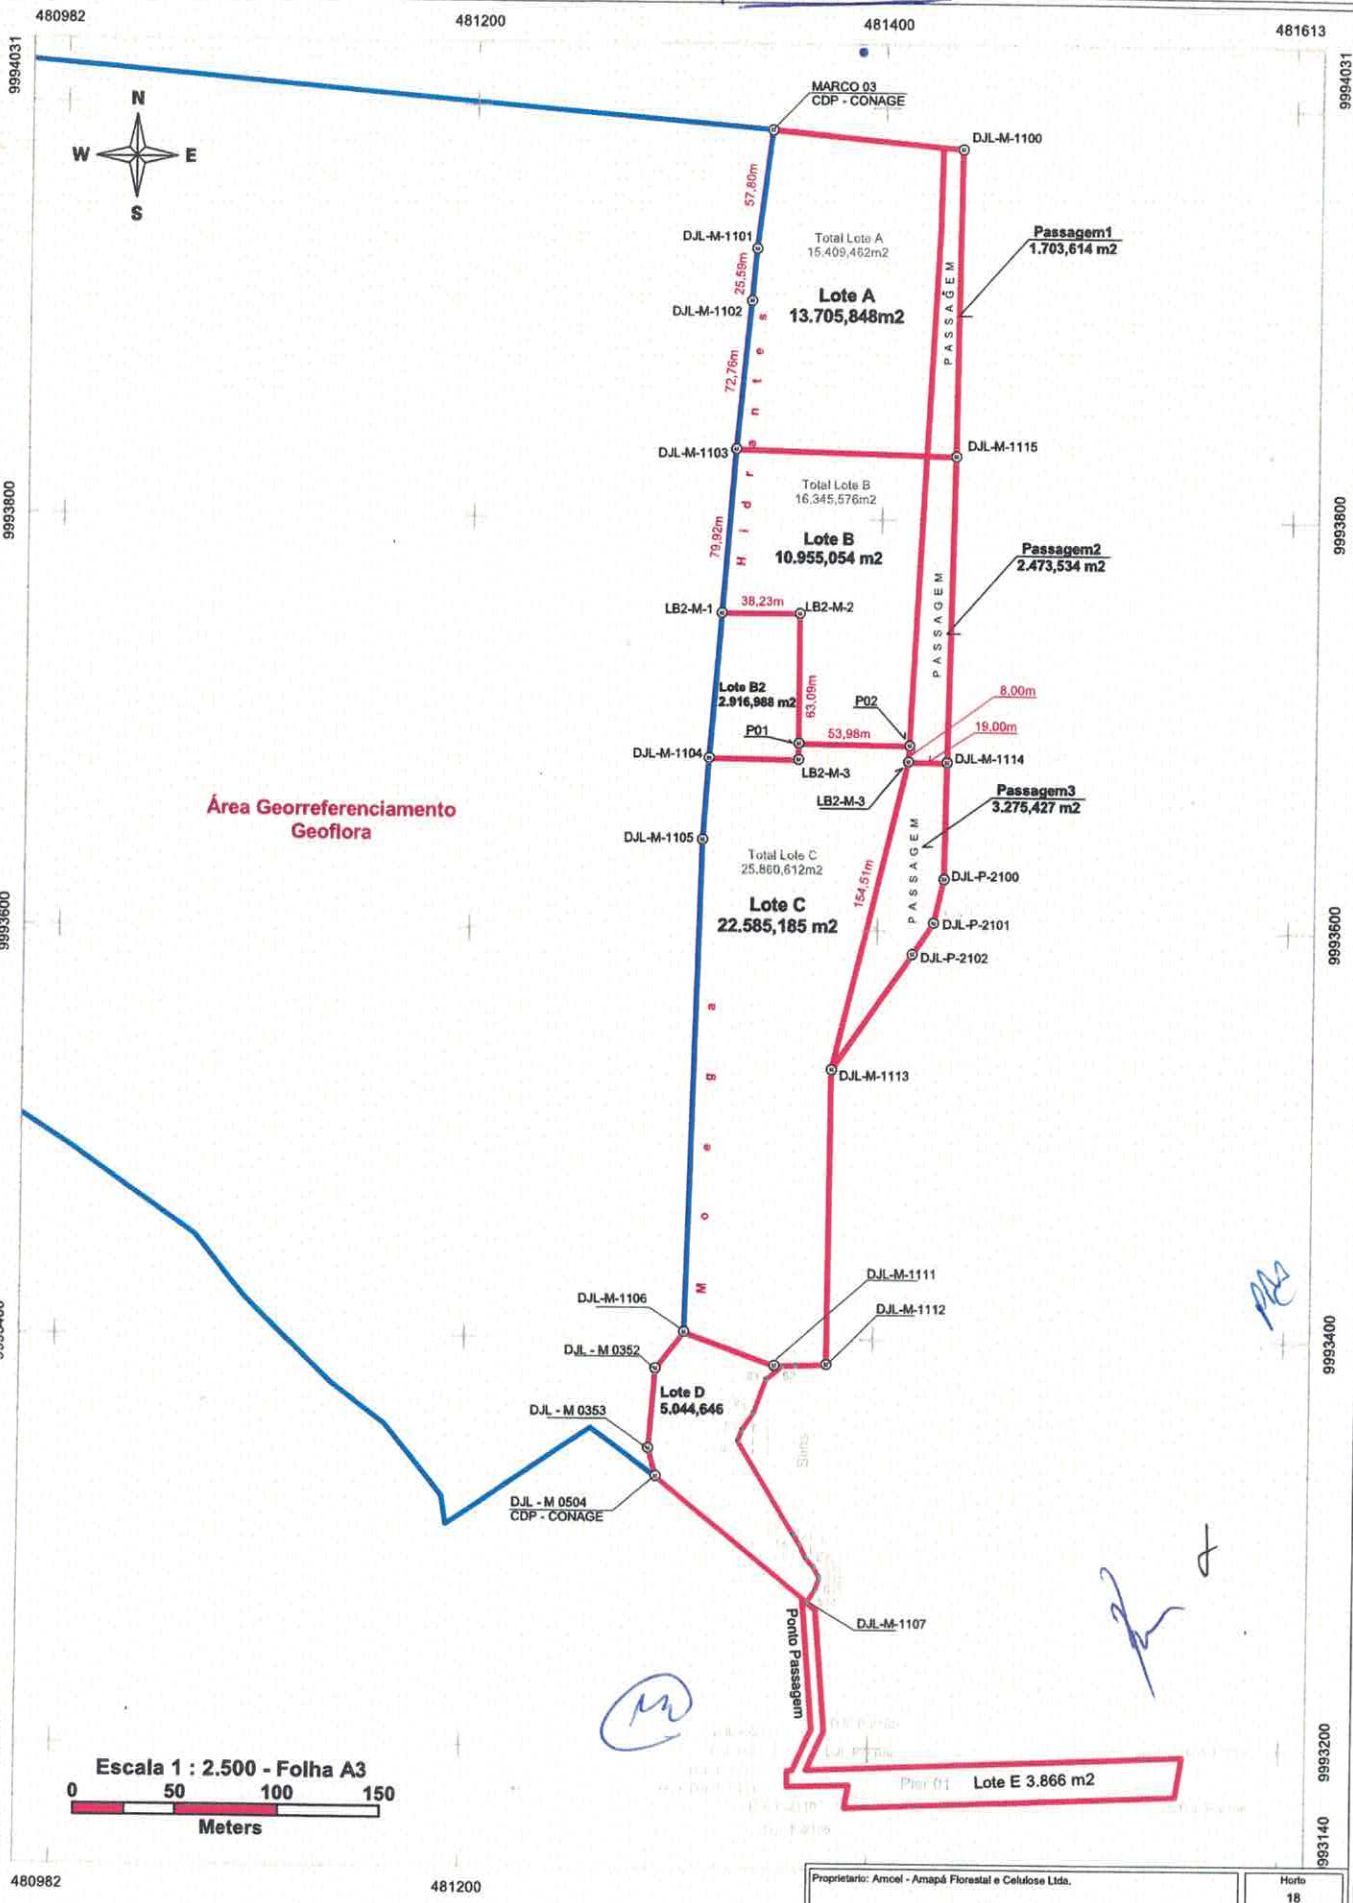 480982
481200
481400
481613
9994031
9994031
N
W E
S
MARCO 03
CDP - CONAGE
DJL-M-1100
57,80m
DJL-M-1101
Total Lote A
15.409,462m2
Passagem1
1.703,614 m2
25,59m
DJL-M-1102
Lote A
13.705,848m2
PASSAGEM
72,76m
Hidrantes
DJL-M-1103
DJL-M-1115
Total Lote B
16,345,576m2
9993800
9993800
79,92m
Lote B
10.955,054 m2
Passagem2
2.473,534 m2
PASSAGEM
LB2-M-1
38,23m
LB2-M-2
Lote B2
2.916,988 m2
63,09m
P02
8,00m
P01
53,98m
19,00m
DJL-M-1104
LB2-M-3
DJL-M-1114
LB2-M-3
Passagem3
3.275,427 m2
Área Georreferenciamento
Geoflora
DJL-M-1105
Total Lote C
25.860,612m2
PASSAGEM
154,51m
DJL-P-2100
Lote C
22.585,185 m2
DJL-P-2101
9993600
9993600
DJL-P-2102
Moega
DJL-M-1113
DJL-M-1111
DJL-M-1106
DJL-M-1112
DJL - M 0352
9993400
Lote D
5.044,646
DJL - M 0353
Silos
DJL - M 0504
CDP - CONAGE
DJL-M-1107
Ponto Passagem
9993200
Pier 01
Lote E 3.866 m2
Escala 1 : 2.500 - Folha A3
0 50 100 150
Meters
993140
480982
481200
Proprietario: Amcel - Amapá Florestal e Celulose Ltda.
Horto
18